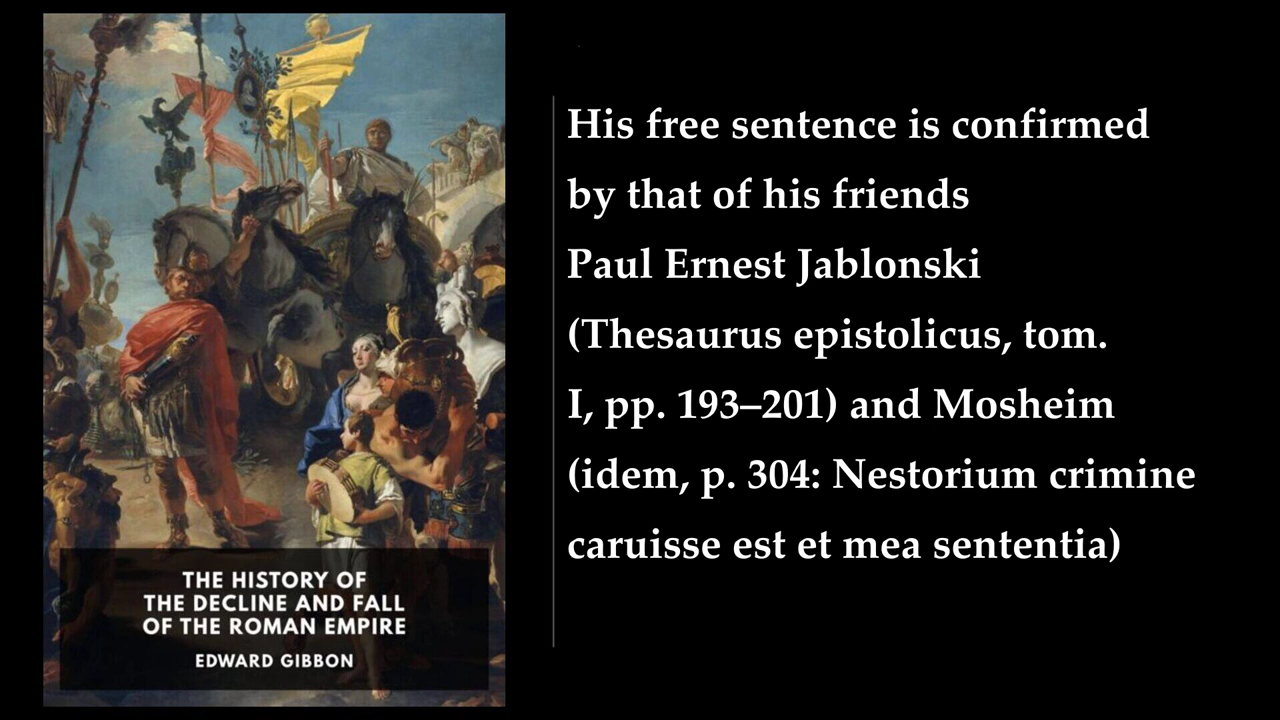 His free sentence is confirmed
by that of his friends
Paul Ernest Jablonski
(Thesaurus epistolicus, tom.
I, pp. 193–201) and Mosheim
(idem, p. 304: Nestorium crimine
caruisse est et mea sententia)
THE HISTORY OF
THE DECLINE AND FALL
OF THE ROMAN EMPIRE
EDWARD GIBBON